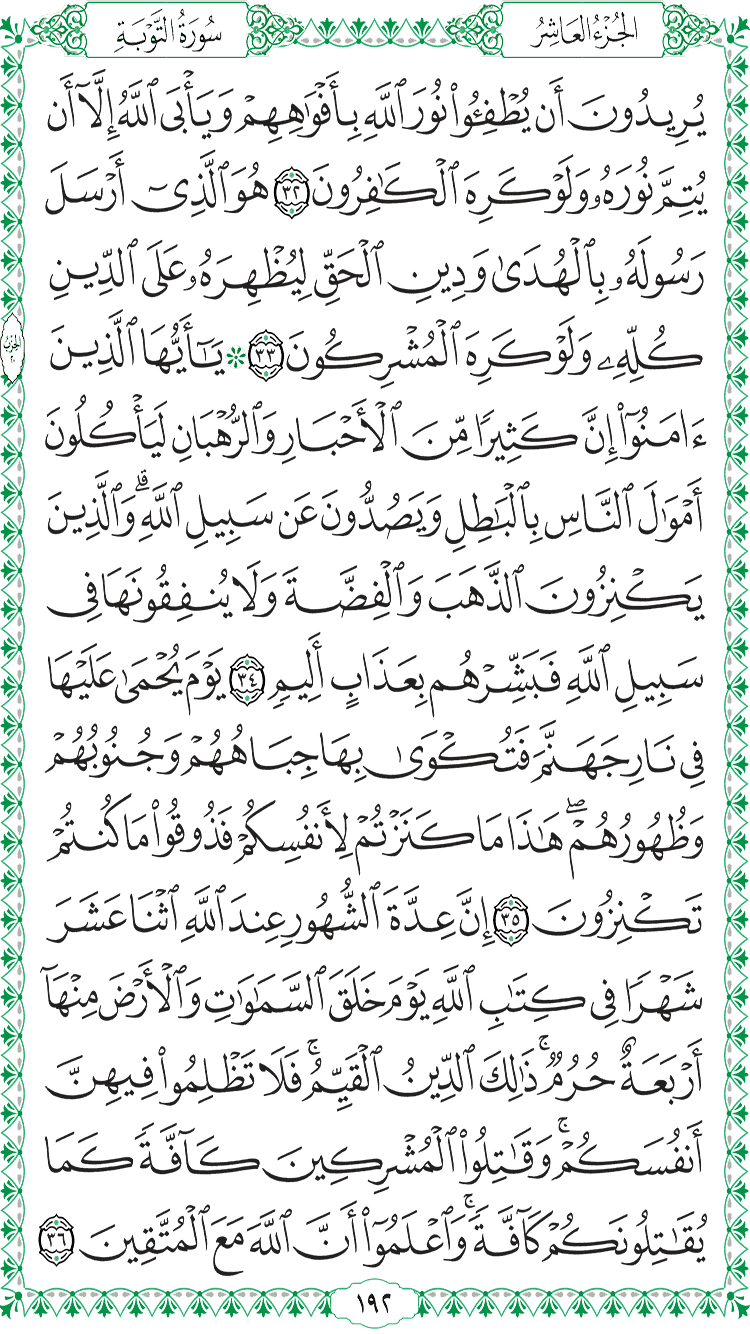 الجُزْءُ العَاشِرُ
سُورَةُ التَّوْبَةِ
يُرِيدُونَ أَن يُطْفِـُٔوا۟ نُورَ ٱللَّهِ بِأَفْوَٰهِهِمْ وَيَأْبَى ٱللَّهُ إِلَّآ أَن
يُتِمَّ نُورَهُۥ وَلَوْ كَرِهَ ٱلْكَٰفِرُونَ ٣٢ هُوَ ٱلَّذِىٓ أَرْسَلَ
رَسُولَهُۥ بِٱلْهُدَىٰ وَدِينِ ٱلْحَقِّ لِيُظْهِرَهُۥ عَلَى ٱلدِّينِ
كُلِّهِۦ وَلَوْ كَرِهَ ٱلْمُشْرِكُونَ ٣٣ ۞ يَٰٓأَيُّهَا ٱلَّذِينَ
ءَامَنُوٓا۟ إِنَّ كَثِيرًا مِّنَ ٱلْأَحْبَارِ وَٱلرُّهْبَانِ لَيَأْكُلُونَ
أَمْوَٰلَ ٱلنَّاسِ بِٱلْبَٰطِلِ وَيَصُدُّونَ عَن سَبِيلِ ٱللَّهِ ۗ وَٱلَّذِينَ
يَكْنِزُونَ ٱلذَّهَبَ وَٱلْفِضَّةَ وَلَا يُنفِقُونَهَا فِى
سَبِيلِ ٱللَّهِ فَبَشِّرْهُم بِعَذَابٍ أَلِيمٍ ٣٤ يَوْمَ يُحْمَىٰ عَلَيْهَا
فِى نَارِ جَهَنَّمَ فَتُكْوَىٰ بِهَا جِبَاهُهُمْ وَجُنُوبُهُمْ
وَظُهُورُهُمْ ۖ هَٰذَا مَا كَنَزْتُمْ لِأَنفُسِكُمْ فَذُوقُوا۟ مَا كُنتُمْ
تَكْنِزُونَ ٣٥ إِنَّ عِدَّةَ ٱلشُّهُورِ عِندَ ٱللَّهِ ٱثْنَا عَشَرَ
شَهْرًا فِى كِتَٰبِ ٱللَّهِ يَوْمَ خَلَقَ ٱلسَّمَٰوَٰتِ وَٱلْأَرْضَ مِنْهَآ
أَرْبَعَةٌ حُرُمٌ ۚ ذَٰلِكَ ٱلدِّينُ ٱلْقَيِّمُ ۚ فَلَا تَظْلِمُوا۟ فِيهِنَّ
أَنفُسَكُمْ ۚ وَقَٰتِلُوا۟ ٱلْمُشْرِكِينَ كَآفَّةً كَمَا
يُقَٰتِلُونَكُمْ كَآفَّةً ۚ وَٱعْلَمُوٓا۟ أَنَّ ٱللَّهَ مَعَ ٱلْمُتَّقِينَ ٣٦
١٩٢